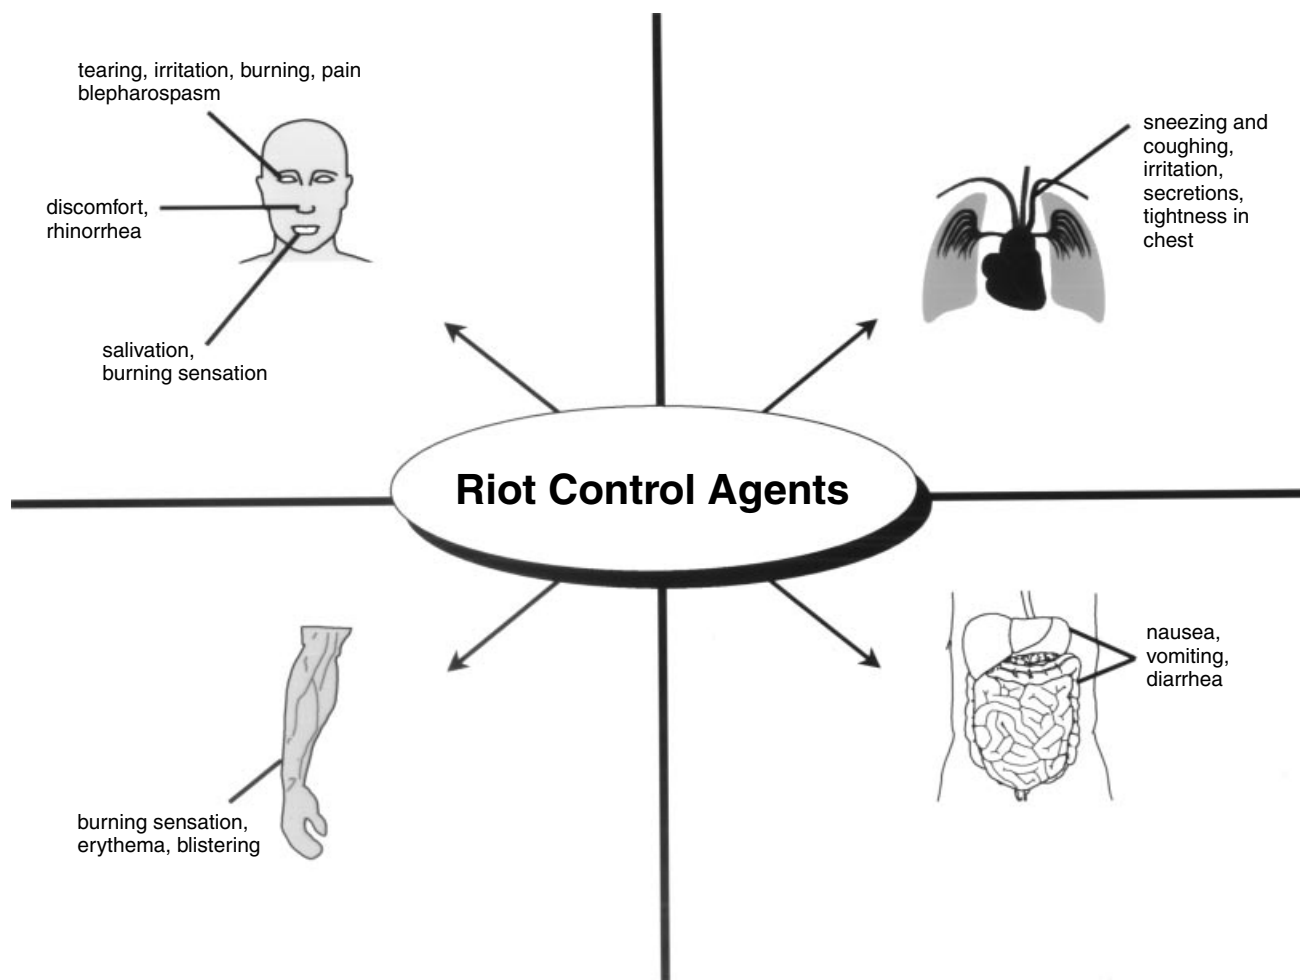 tearing, irritation, burning, pain
blepharospasm
discomfort,
rhinorrhea
salivation,
burning sensation
sneezing and
coughing,
irritation,
secretions,
tightness in
chest
Riot Control Agents
burning sensation,
erythema, blistering
nausea,
vomiting,
diarrhea